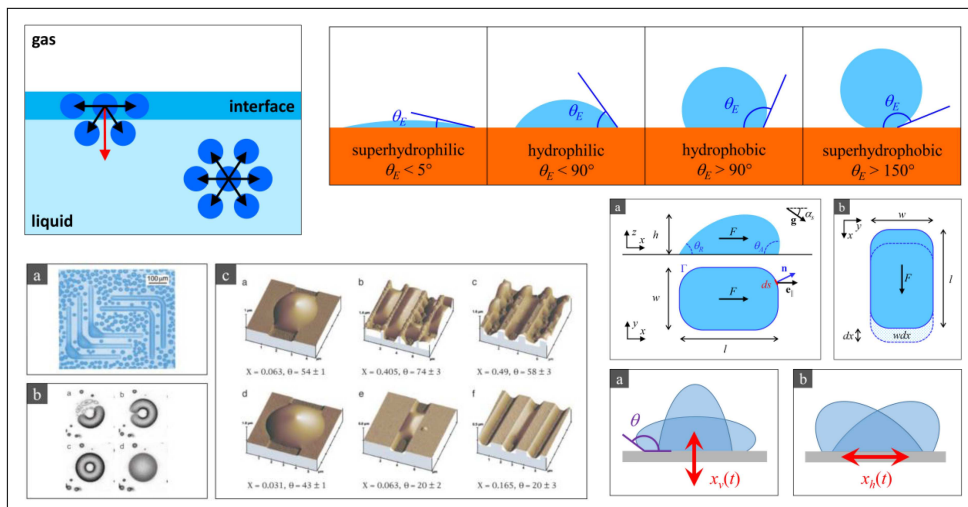 gas
interface
liquid
θE
superhydrophilic
θE < 5°
θE
hydrophilic
θE < 90°
θE
hydrophobic
θE > 90°
θE
superhydrophobic
θE > 150°
a
100µm
b
a
b
c
d
c
a
b
c
X = 0.063, θ = 54 ± 1
X = 0.405, θ = 74 ± 3
X = 0.49, θ = 58 ± 3
d
e
f
X = 0.031, θ = 43 ± 1
X = 0.063, θ = 20 ± 2
X = 0.165, θ = 20 ± 3
a
z
x
h
θR
F
θA
g
αs
Γ
w
F
ds
n
e∥
y
x
l
b
w
y
x
F
l
dx
wdx
a
θ
xv(t)
b
xh(t)